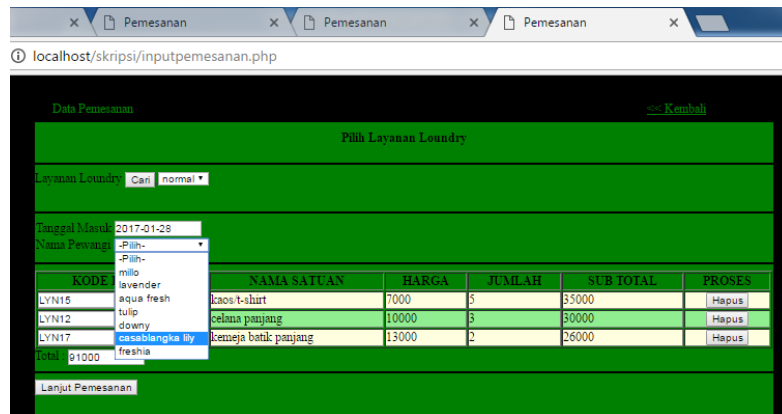 Pemesanan Pemesanan Pemesanan
localhost/skripsi/inputpemesanan.php
Data Pemesanan << Kembali
Pilih Layanan Loundry
Layanan Loundry Cari normal
Tanggal Masuk 2017-01-28
Nama Pewangi -Pilih-
-Pilih-
millo
lavender
aqua fresh
tulip
downy
casablangka lily
freshia
KODE NAMA SATUAN HARGA JUMLAH SUB TOTAL PROSES
LYN15 kaos/t-shirt 7000 5 35000 Hapus
LYN12 celana panjang 10000 3 30000 Hapus
LYN17 kemeja batik panjang 13000 2 26000 Hapus
Total : 91000
Lanjut Pemesanan